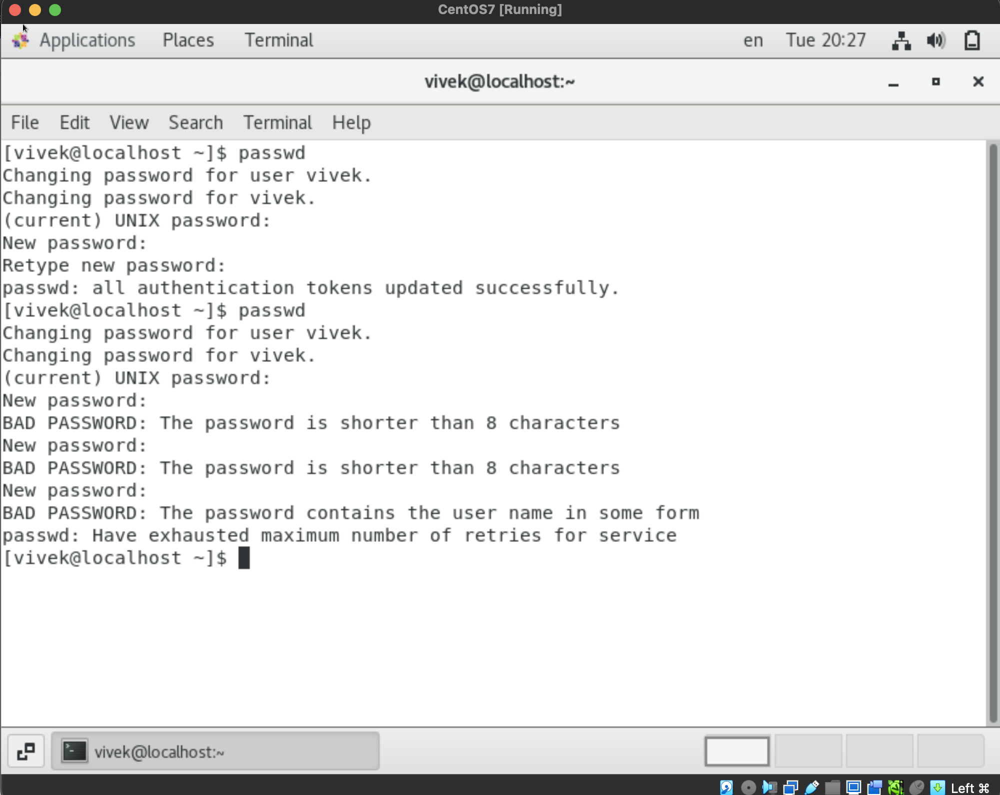 CentOS7 [Running]
Applications Places Terminal en Tue 20:27
vivek@localhost:~
File Edit View Search Terminal Help
[vivek@localhost ~]$ passwd
Changing password for user vivek.
Changing password for vivek.
(current) UNIX password:
New password:
Retype new password:
passwd: all authentication tokens updated successfully.
[vivek@localhost ~]$ passwd
Changing password for user vivek.
Changing password for vivek.
(current) UNIX password:
New password:
BAD PASSWORD: The password is shorter than 8 characters
New password:
BAD PASSWORD: The password is shorter than 8 characters
New password:
BAD PASSWORD: The password contains the user name in some form
passwd: Have exhausted maximum number of retries for service
[vivek@localhost ~]$
vivek@localhost:~
Left ⌘